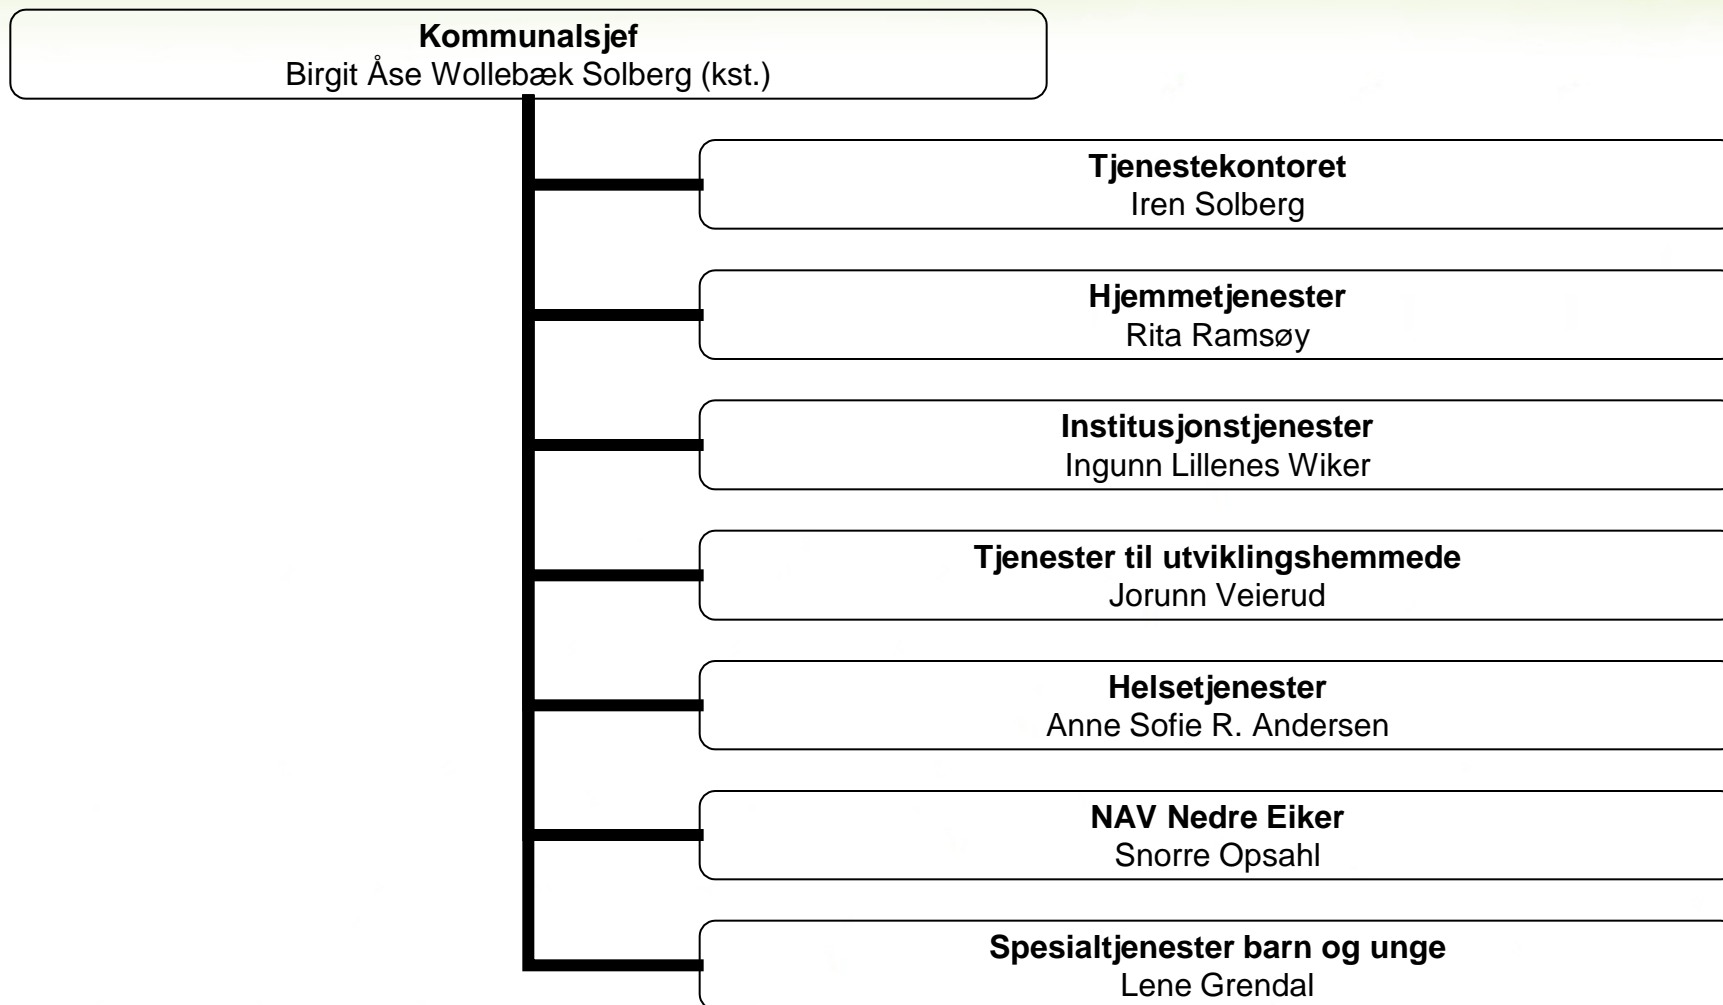 Kommunalsjef
Birgit Åse Wollebæk Solberg (kst.)
Tjenestekontoret
Iren Solberg
Hjemmetjenester
Rita Ramsøy
Institusjonstjenester
Ingunn Lillenes Wiker
Tjenester til utviklingshemmede
Jorunn Veierud
Helsetjenester
Anne Sofie R. Andersen
NAV Nedre Eiker
Snorre Opsahl
Spesialtjenester barn og unge
Lene Grendal